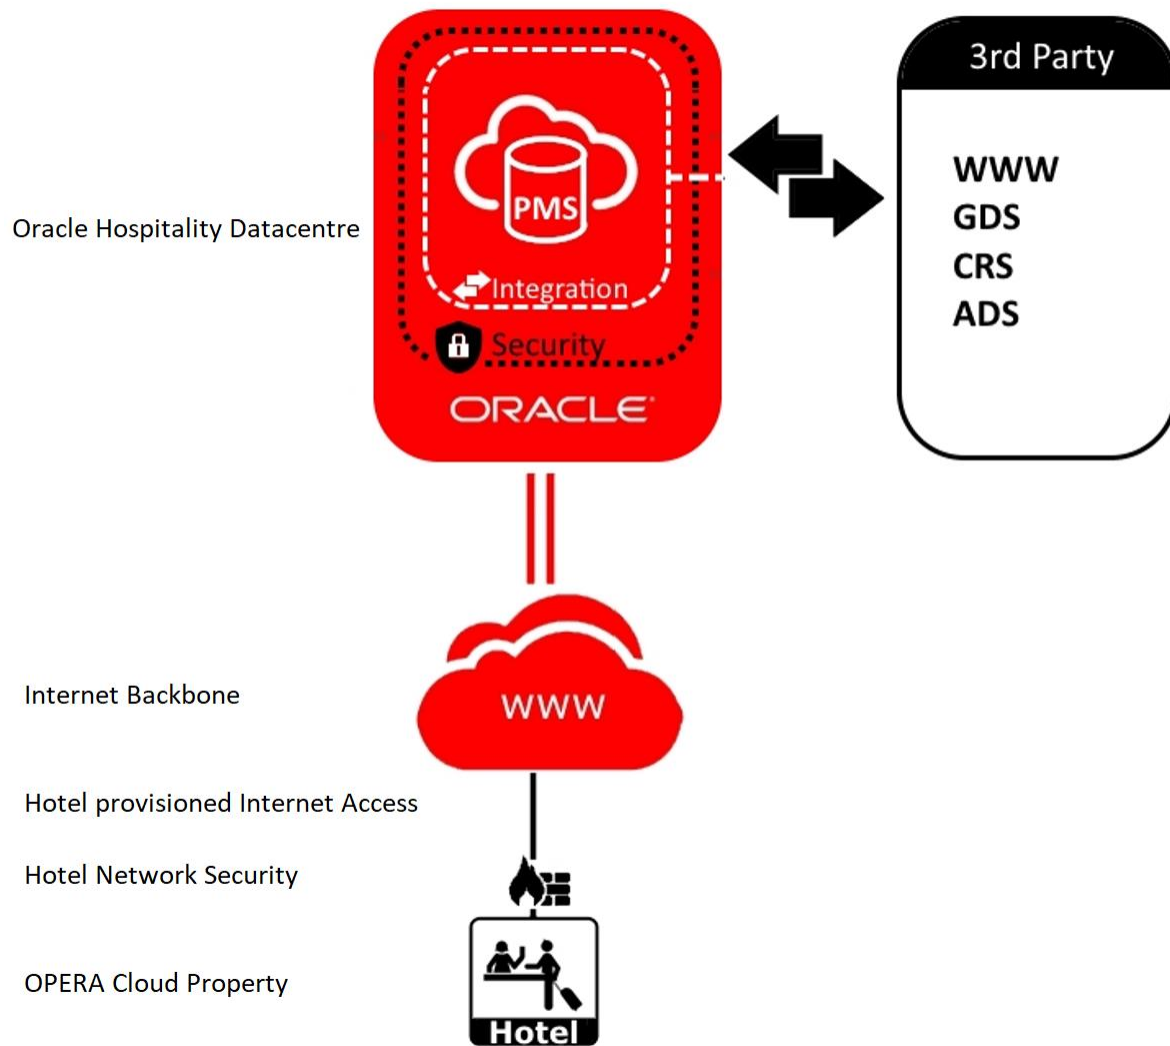 3rd Party
WWW
GDS
CRS
ADS
PMS
Integration
Security
ORACLE
Oracle Hospitality Datacentre
Internet Backbone
WWW
Hotel provisioned Internet Access
Hotel Network Security
OPERA Cloud Property
Hotel